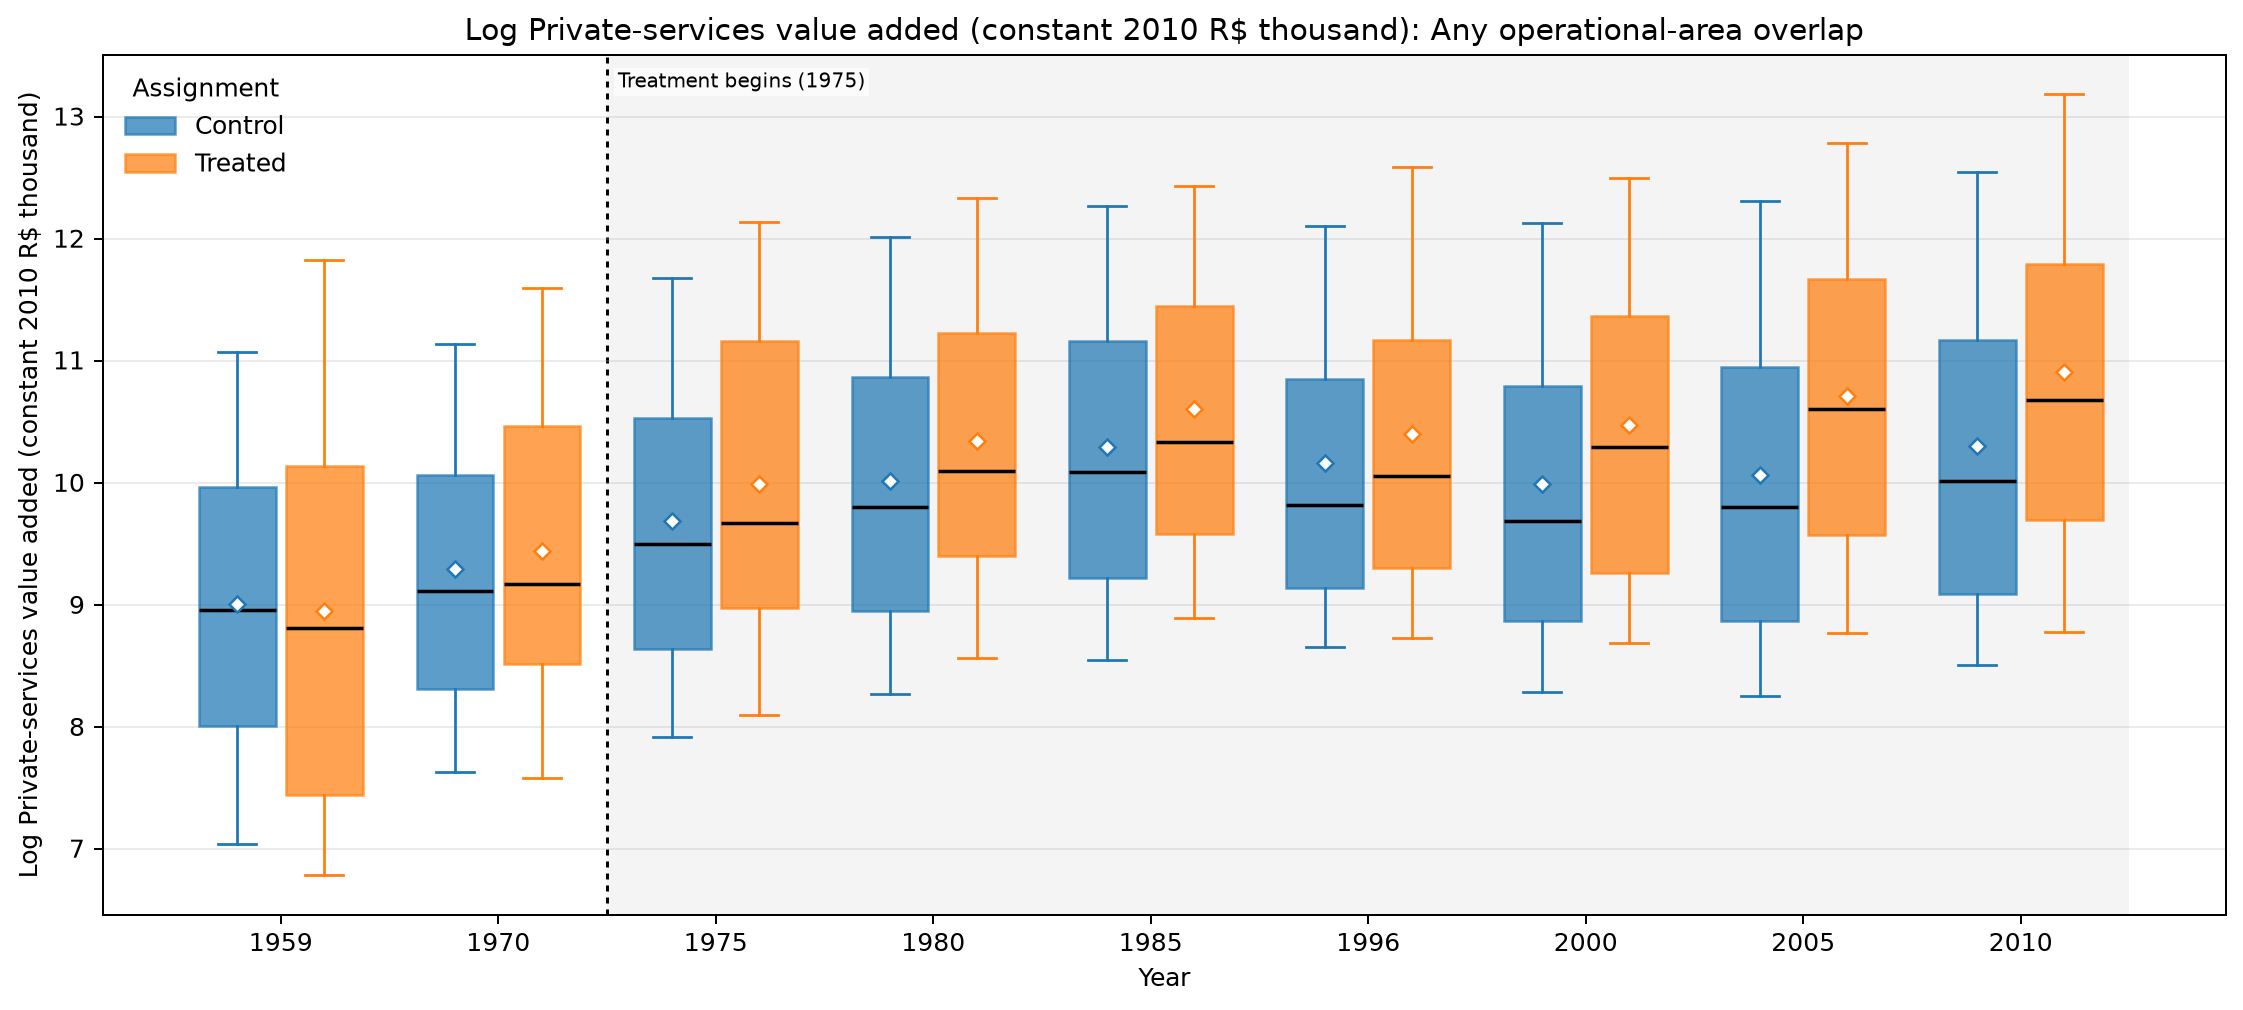 Log Private-services value added (constant 2010 R$ thousand): Any operational-area overlap
Log Private-services value added (constant 2010 R$ thousand)
Assignment
Control
Treated
Treatment begins (1975)
13
12
11
10
9
8
7
1959 1970 1975 1980 1985 1996 2000 2005 2010
Year